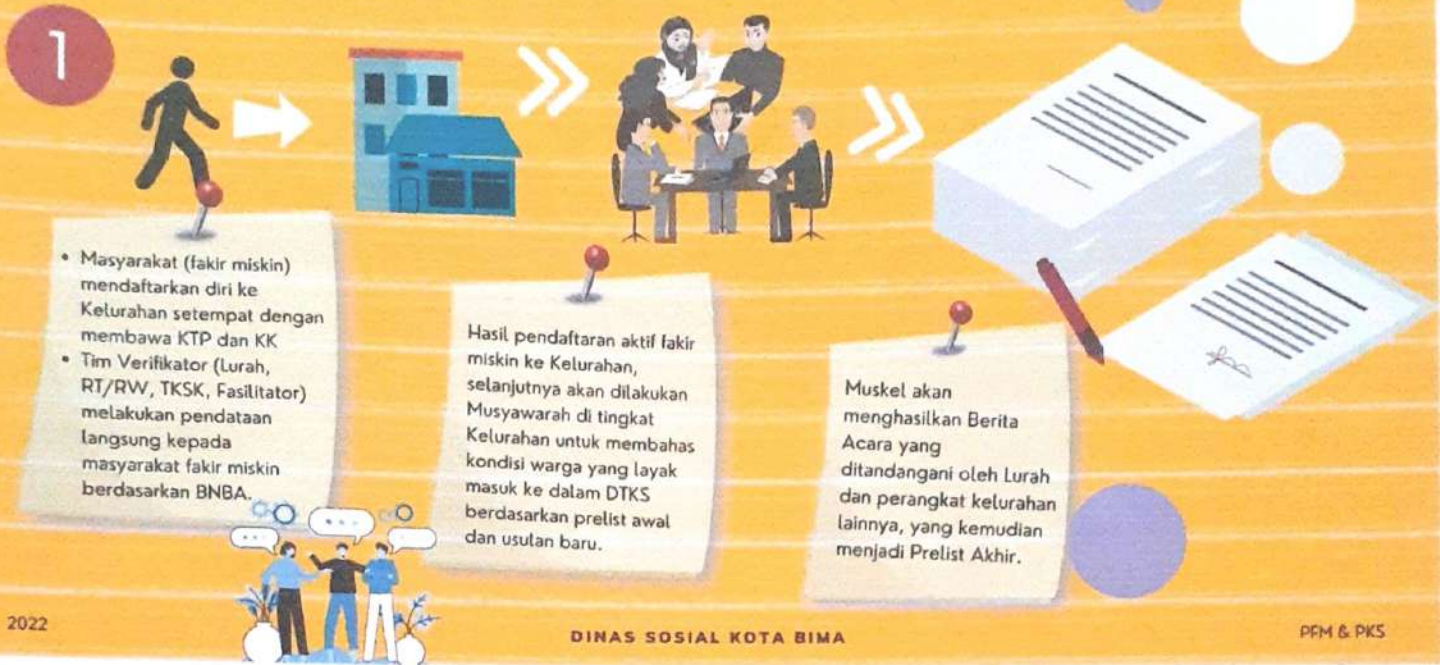 1
• Masyarakat (fakir miskin)
mendaftarkan diri ke
Kelurahan setempat dengan
membawa KTP dan KK
• Tim Verifikator (Lurah,
RT/RW, TKSK, Fasilitator)
melakukan pendataan
langsung kepada
masyarakat fakir miskin
berdasarkan BNBA.
Hasil pendaftaran aktif fakir
miskin ke Kelurahan,
selanjutnya akan dilakukan
Musyawarah di tingkat
Kelurahan untuk membahas
kondisi warga yang layak
masuk ke dalam DTKS
berdasarkan prelist awal
dan usulan baru.
Muskel akan
menghasilkan Berita
Acara yang
ditandangani oleh Lurah
dan perangkat kelurahan
lainnya, yang kemudian
menjadi Prelist Akhir.
2022
DINAS SOSIAL KOTA BIMA
PFM & PKS